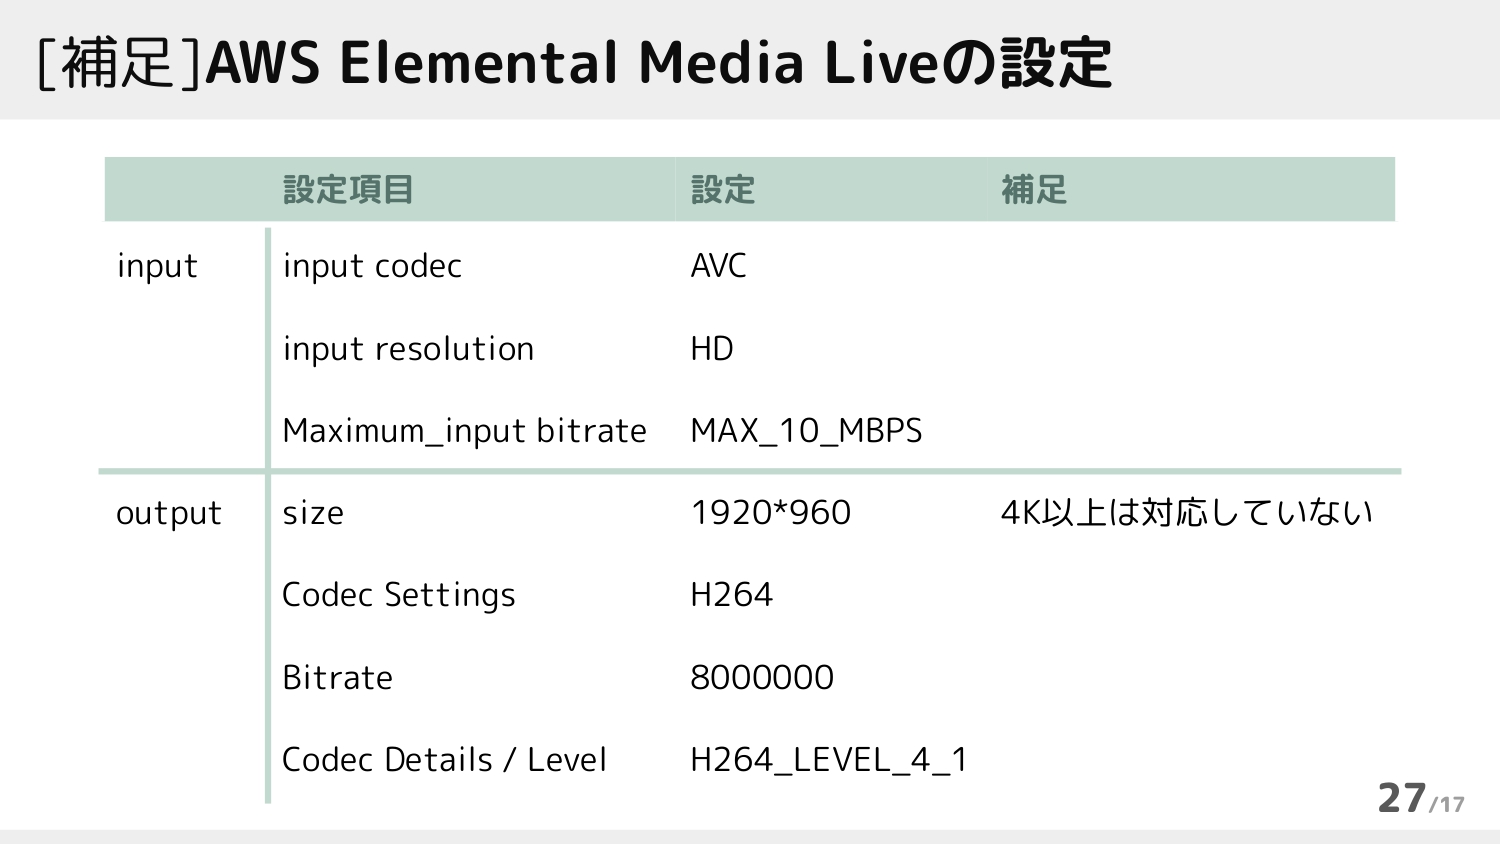 [補足]AWS Elemental Media Liveの設定
設定項目 設定 補足
input input codec AVC
input resolution HD
Maximum_input bitrate MAX_10_MBPS
output size 1920*960 4K以上は対応していない
Codec Settings H264
Bitrate 8000000
Codec Details / Level H264_LEVEL_4_1
27/17